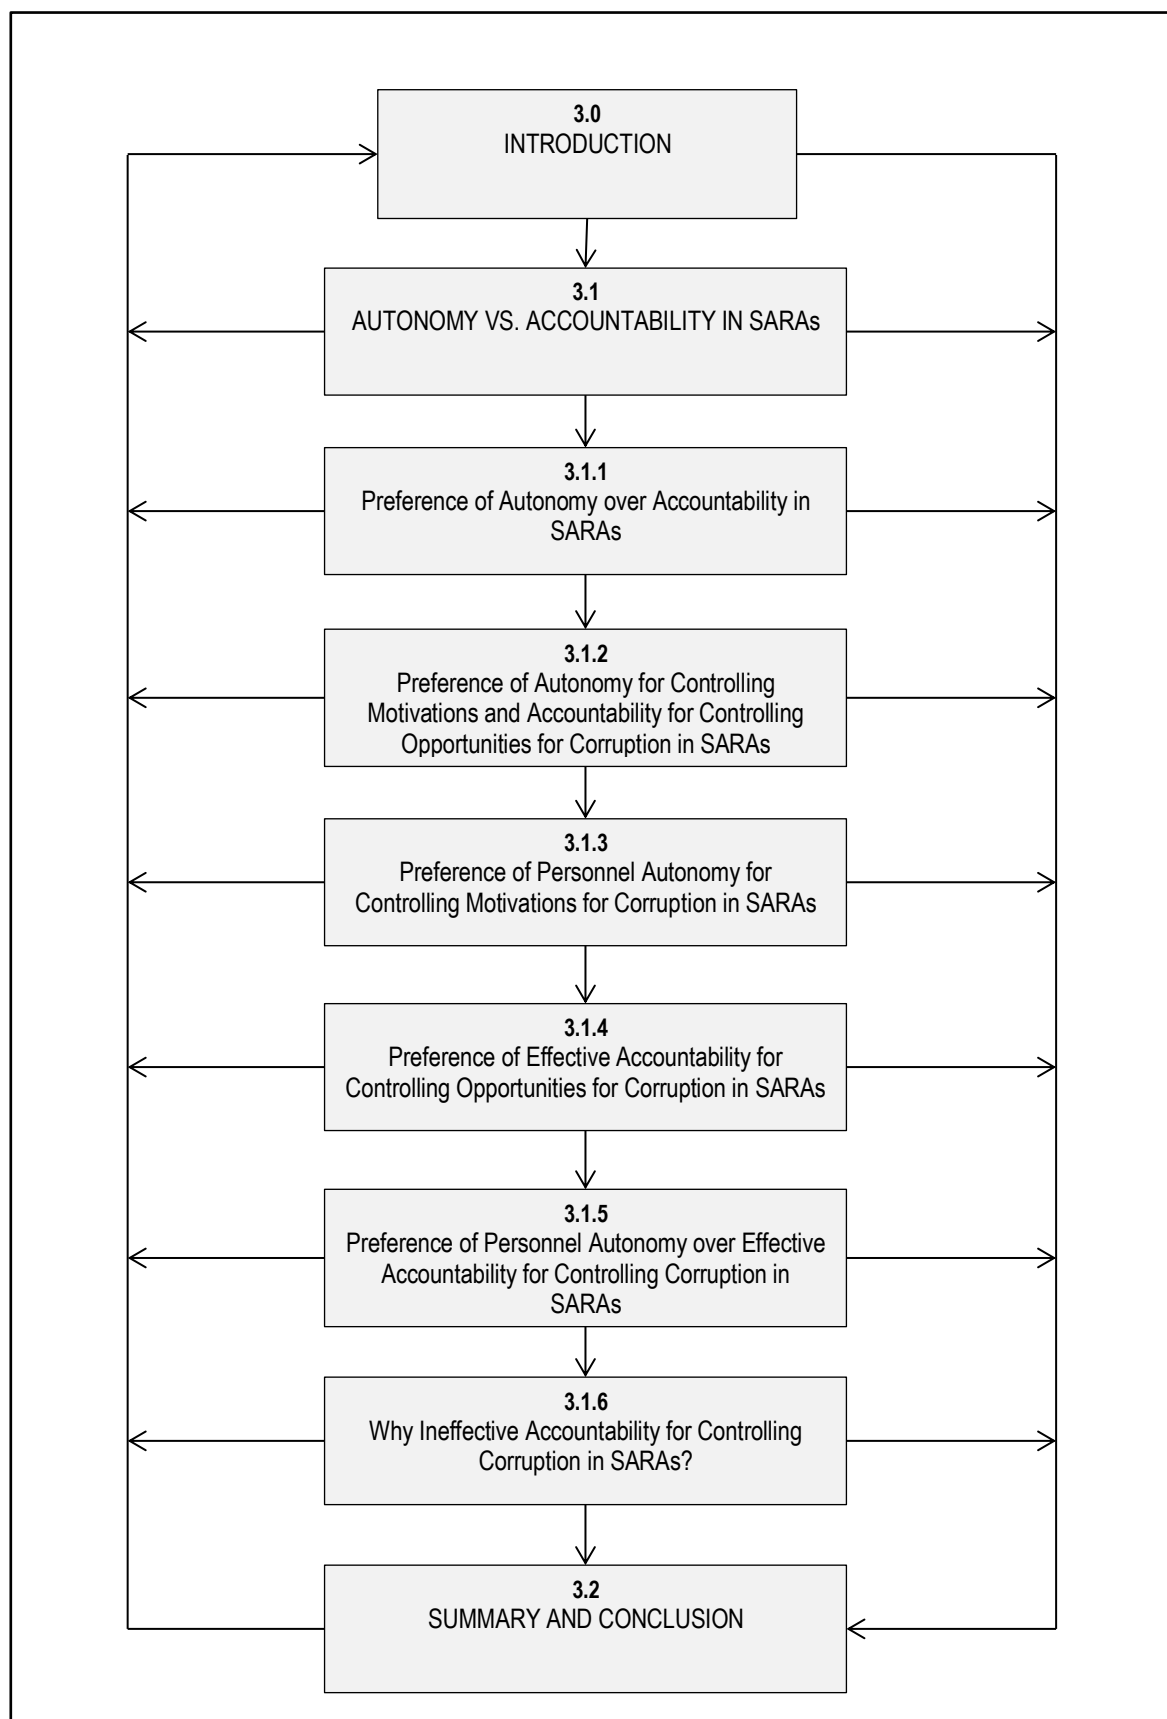 3.0
INTRODUCTION
3.1
AUTONOMY VS. ACCOUNTABILITY IN SARAs
3.1.1
Preference of Autonomy over Accountability in
SARAs
3.1.2
Preference of Autonomy for Controlling
Motivations and Accountability for Controlling
Opportunities for Corruption in SARAs
3.1.3
Preference of Personnel Autonomy for
Controlling Motivations for Corruption in SARAs
3.1.4
Preference of Effective Accountability for
Controlling Opportunities for Corruption in SARAs
3.1.5
Preference of Personnel Autonomy over Effective
Accountability for Controlling Corruption in
SARAs
3.1.6
Why Ineffective Accountability for Controlling
Corruption in SARAs?
3.2
SUMMARY AND CONCLUSION